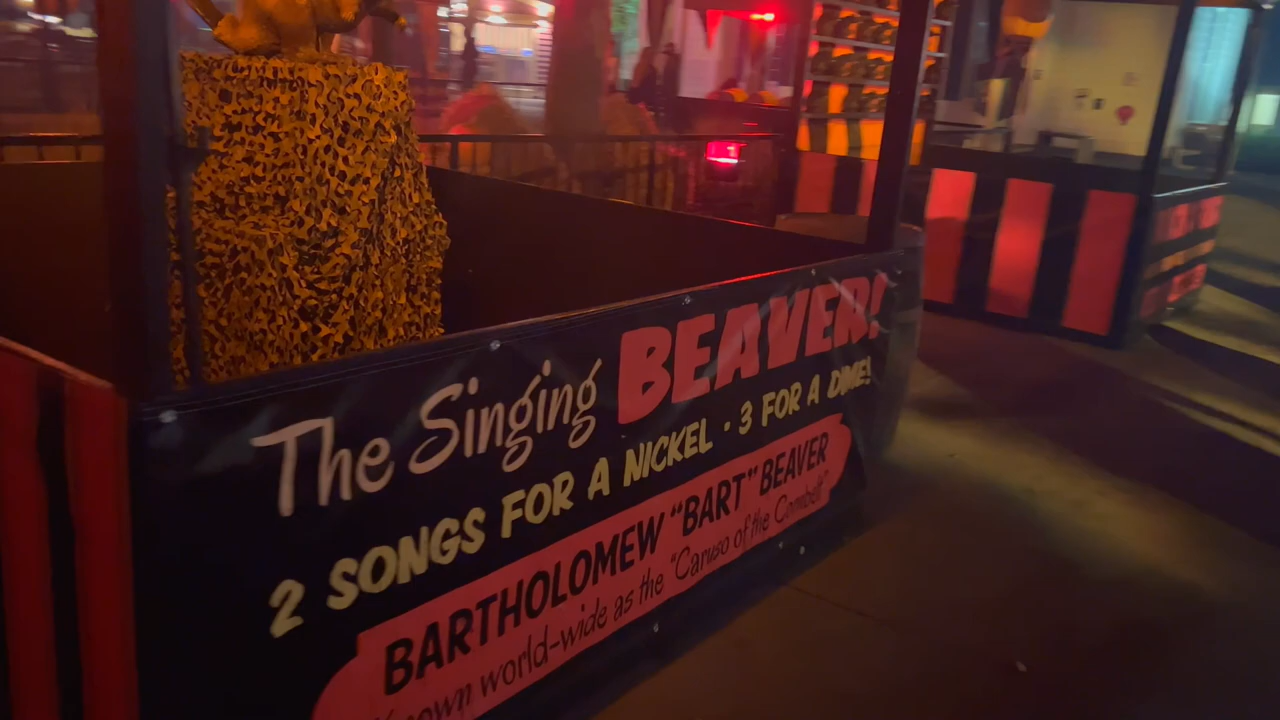 The Singing BEAVER!
2 SONGS FOR A NICKEL · 3 FOR A DIME!
BARTHOLOMEW “BART” BEAVER
Known world-wide as the “Caruso of the Cornbelt”